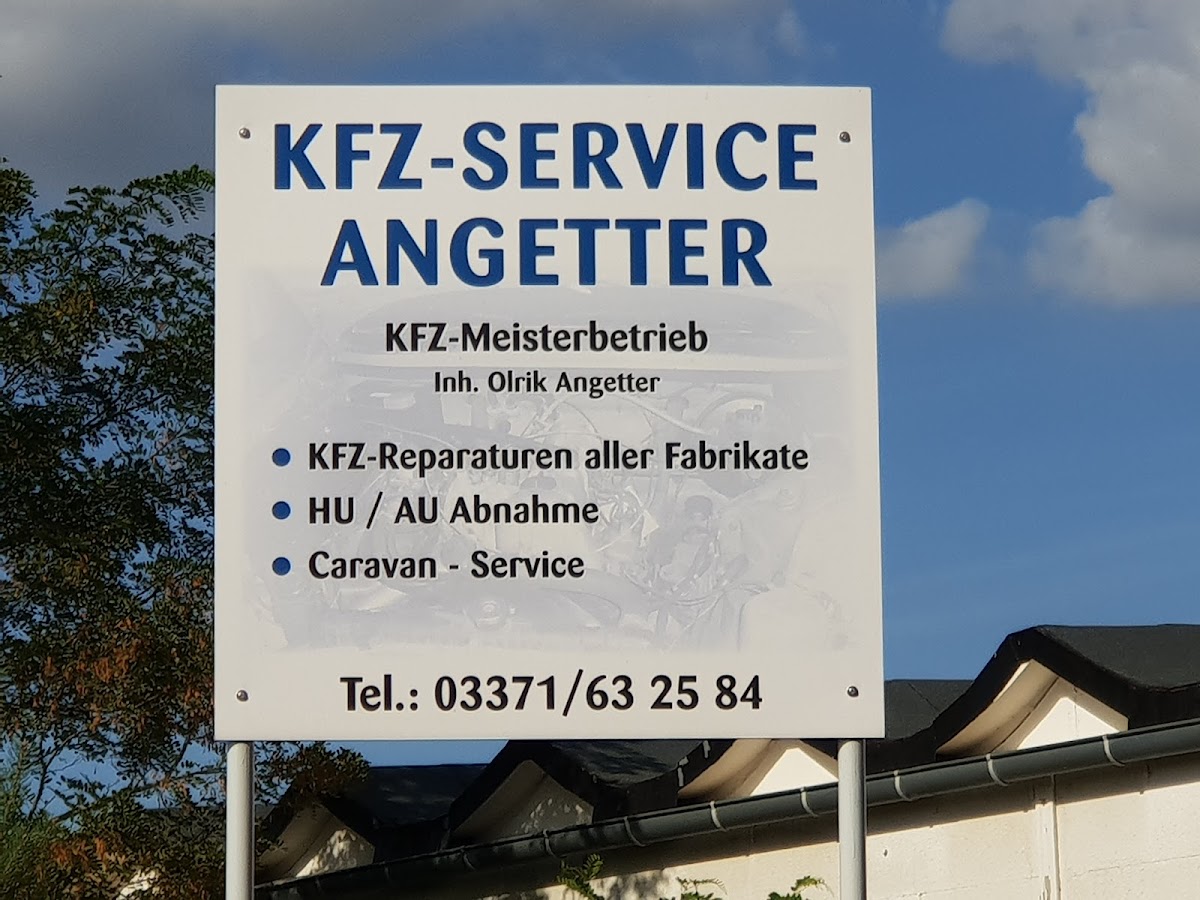 KFZ-SERVICE
ANGETTER
KFZ-Meisterbetrieb
Inh. Olrik Angetter
• KFZ-Reparaturen aller Fabrikate
• HU / AU Abnahme
• Caravan - Service
Tel.: 03371/63 25 84